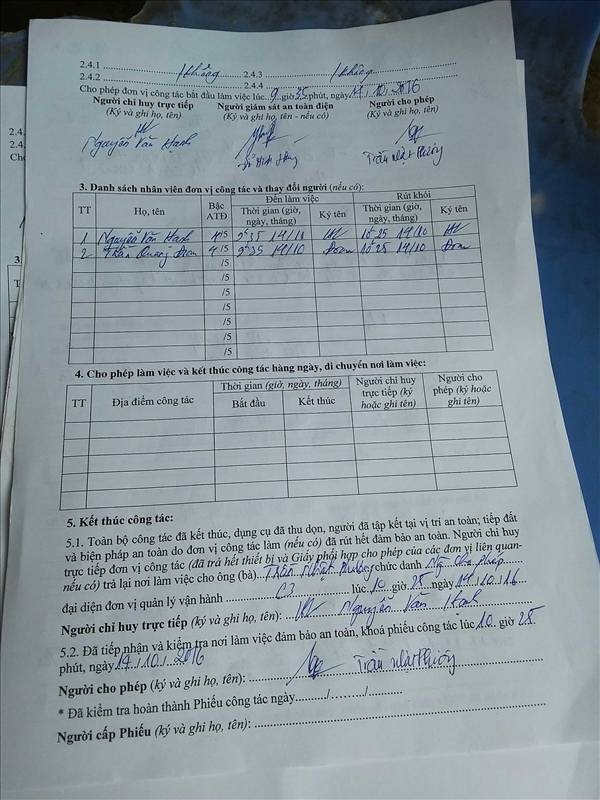 2.4.1 ...... Không ...... 2.4.3 ...... Không ......
2.4.2 ...... 2.4.4 ......
Cho phép đơn vị công tác bắt đầu làm việc lúc: 9 giờ 35 phút, ngày 14 / 10 / 2016
Người chỉ huy trực tiếp Người giám sát an toàn điện Người cho phép
(Ký và ghi họ, tên) (Ký và ghi họ, tên - nếu có) (Ký và ghi họ, tên)
Nguyễn Văn Hạnh Trần Nhật Phương
3. Danh sách nhân viên đơn vị công tác và thay đổi người (nếu có):
TT Họ, tên Bậc ATĐ Đến làm việc Rút khỏi
Thời gian (giờ, ngày, tháng) Ký tên Thời gian (giờ, ngày, tháng) Ký tên
1 Nguyễn Văn Hạnh 4/5 9h35 14/10 10h25 14/10
2 Trần Quang 4/5 9h35 14/10 10h25 14/10
/5
/5
/5
/5
/5
/5
/5
4. Cho phép làm việc và kết thúc công tác hàng ngày, di chuyển nơi làm việc:
TT Địa điểm công tác Thời gian (giờ, ngày, tháng) Người chỉ huy trực tiếp (ký hoặc ghi tên) Người cho phép (ký hoặc ghi tên)
Bắt đầu Kết thúc
5. Kết thúc công tác:
5.1. Toàn bộ công tác đã kết thúc, dụng cụ đã thu dọn, người đã tập kết tại vị trí an toàn; tiếp đất
và biện pháp an toàn do đơn vị công tác làm (nếu có) đã rút hết đảm bảo an toàn. Người chỉ huy
trực tiếp đơn vị công tác (đã trả hết thiết bị và Giấy phối hợp cho phép của các đơn vị liên quan-
nếu có) trả lại nơi làm việc cho ông (bà)...Trần Nhật Phương chức danh Ng cho phép......
đại diện đơn vị quản lý vận hành ...... lúc 10 giờ 25 ngày 14 / 10 / 16
Người chỉ huy trực tiếp (ký và ghi họ, tên): ...... Nguyễn Văn Hạnh
5.2. Đã tiếp nhận và kiểm tra nơi làm việc đảm bảo an toàn, khoá phiếu công tác lúc 10 giờ 25
phút, ngày 14 / 10 / 2016
Người cho phép (ký và ghi họ, tên): ...... Trần Nhật Phương
* Đã kiểm tra hoàn thành Phiếu công tác ngày....../......./..........
Người cấp Phiếu (ký và ghi họ, tên): ......